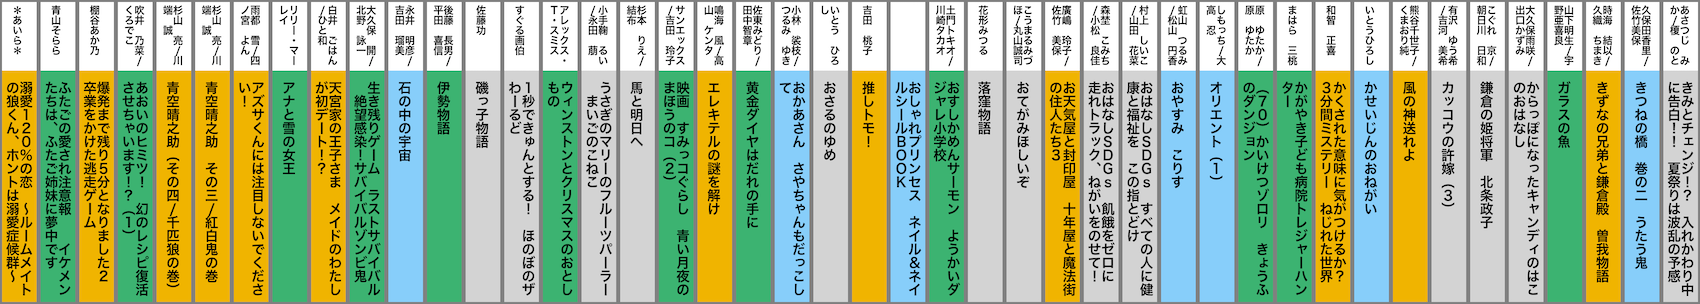 あさつじ み
か/榎 のと
きみとチェンジ!? 入れかわり中
に告白!! 夏祭りは波乱の予感
久保田香里/
佐竹美保
きつねの橋 巻の二 うたう鬼
時海 結以/
久織 ちまき
きずなの兄弟と鎌倉殿 曽我物語
山下明生/宇
野亜喜良
ガラスの魚
大久保雨咲/
出口かずみ
からっぽになったキャンディのはこ
のおはなし
こぐれ 京/
朝日川 日和
鎌倉の姫将軍 北条政子
有沢 ゆう希
/吉河 美希
カッコウの許嫁（３）
熊谷千世子/
くまおり純
風の神送れよ
いとうひろし
かせいじんのおねがい
和智 正喜
かくされた意味に気がつけるか？
３分間ミステリー ねじれた世界
まはら 三桃
かがやき子ども病院トレジャーハン
ター
原 ゆたか/
原 ゆたか
（７０）かいけつゾロリ きょうふ
のダンジョン
しもっち/大
高 忍
オリエント（１）
虹山 つるみ
/松山 円香
おやすみ こりす
村上 しいこ
/山田 花菜
おはなしＳＤＧｓ すべての人に健
康と福祉を この指とどけ
森埜 こみち
/小松 良佳
おはなしＳＤＧｓ 飢餓をゼロに
走れトラック、ねがいをのせて！
廣嶋 玲子/
佐竹 美保
お天気屋と封印屋 十年屋と魔法街
の住人たち３
こうまるみづ
ほ/丸山誠司
おてがみほしいぞ
花形みつる
落窪物語
土門トキオ/
川崎タカオ
おすしかめんサーモン ようかいダ
ジャレ小学校
おしゃれプリンセス ネイル＆ネイ
ルシールＢＯＯＫ
吉田 桃子
推しトモ！
いとう ひろ
し
おさるのゆめ
小林 裟枝/
つるみ ゆき
おかあさん さやちゃんもだっこし
て
佐東みどり/
田中智章
黄金ダイヤはだれの手に
鳴海 風/高
山 ケンタ
エレキテルの謎を解け
サンエックス
/吉田 玲子
映画 すみっコぐらし 青い月夜の
まほうのコ（２）
杉本 りえ/
結布
馬と明日へ
小手鞠 るい
/永田 萠
うさぎのマリーのフルーツパーラー
まいごのこねこ
アレックス・
Ｔ・スミス
ウィンストンとクリスマスのおとし
もの
すぐる画伯
１秒できゅんとする！ ほのぼのザ
わーるど
佐藤功
磯っ子物語
後藤 長男/
平田 喜信
伊勢物語
永井 明彦/
吉田 瑠美
石の中の宇宙
大久保 開/
北野 詠一
生き残りゲーム ラストサバイバル
絶望感染！サバイバルゾンビ鬼
白井 ごはん
/ひと和
天宮家の王子さま メイドのわたし
が初デート！？
リリー・マー
レイ
アナと雪の女王
雨都 雪/四
ノ宮 よん
アズサくんには注目しないでくださ
い！
杉山 亮/川
端山 誠
青空晴之助 その三/紅白鬼の巻
杉山 亮/川
端 誠
青空晴之助（その四/千匹狼の巻）
吹井 乃菜/
くろでこ
あおいのヒミツ！ 幻のレシピ復活
させちゃいます！？（１）
棚谷あか乃
爆発まで残り５分となりました２
卒業をかけた逃走ゲーム
青山そらら
ふたごの愛され注意報 イケメン
たちは、ふたご姉妹に夢中です
＊あいら＊
溺愛１２０％の恋 ～ルームメイト
の狼くん、ホントは溺愛症候群～